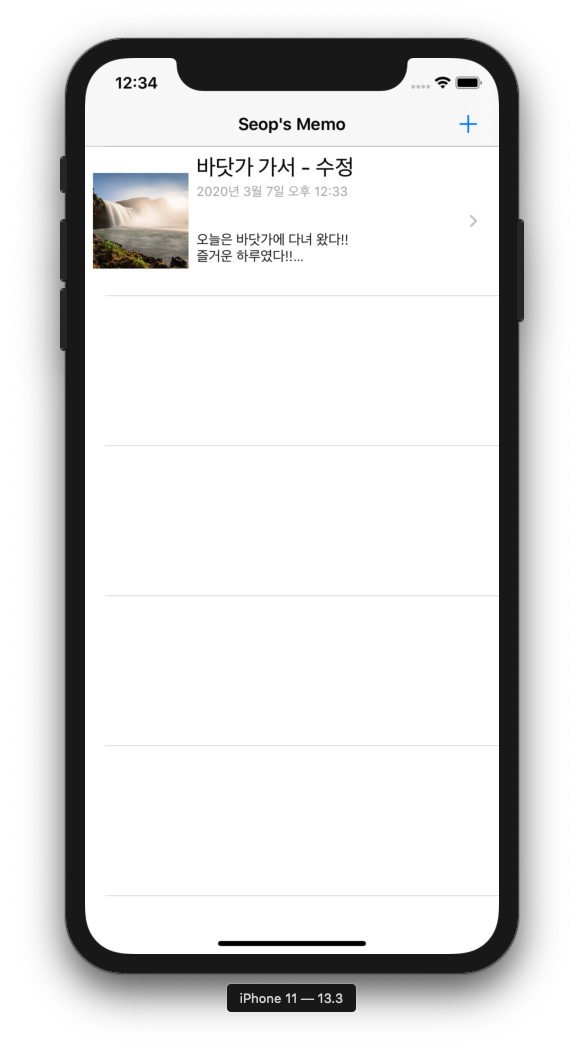 12:34
Seop's Memo
바닷가 가서 - 수정
2020년 3월 7일 오후 12:33
오늘은 바닷가에 다녀 왔다!!
즐거운 하루였다!!...
iPhone 11 — 13.3